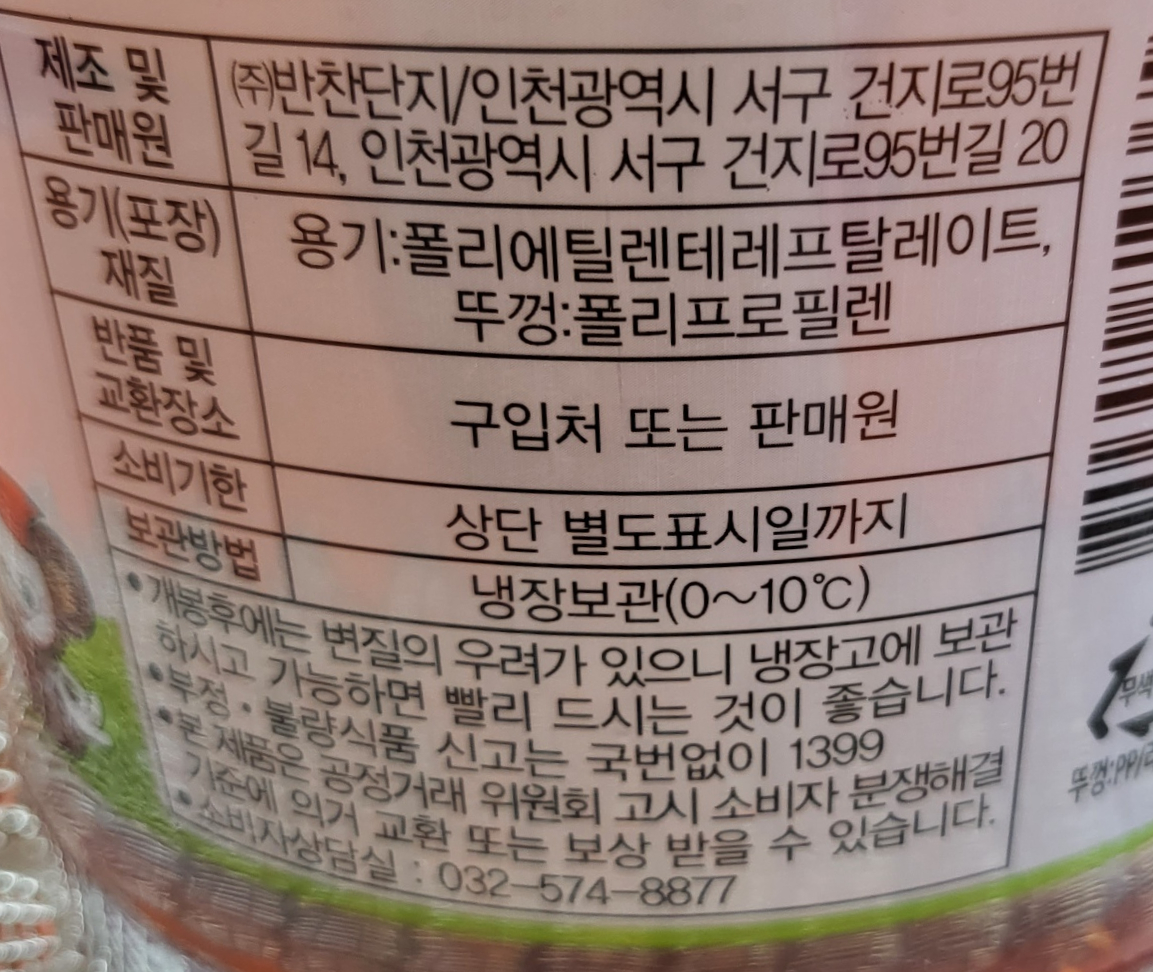 제조 및
판매원
㈜반찬단지/인천광역시 서구 건지로95번
길 14, 인천광역시 서구 건지로95번길 20
용기(포장)
재질
용기:폴리에틸렌테레프탈레이트,
뚜껑:폴리프로필렌
반품 및
교환장소
구입처 또는 판매원
소비기한
상단 별도표시일까지
보관방법
냉장보관(0~10℃)
•개봉후에는 변질의 우려가 있으니 냉장고에 보관
하시고 가능하면 빨리 드시는 것이 좋습니다.
•부정·불량식품 신고는 국번없이 1399
•본 제품은 공정거래 위원회 고시 소비자 분쟁해결
기준에 의거 교환 또는 보상 받을 수 있습니다.
•소비자상담실 : 032-574-8877
무색
뚜껑:PP/